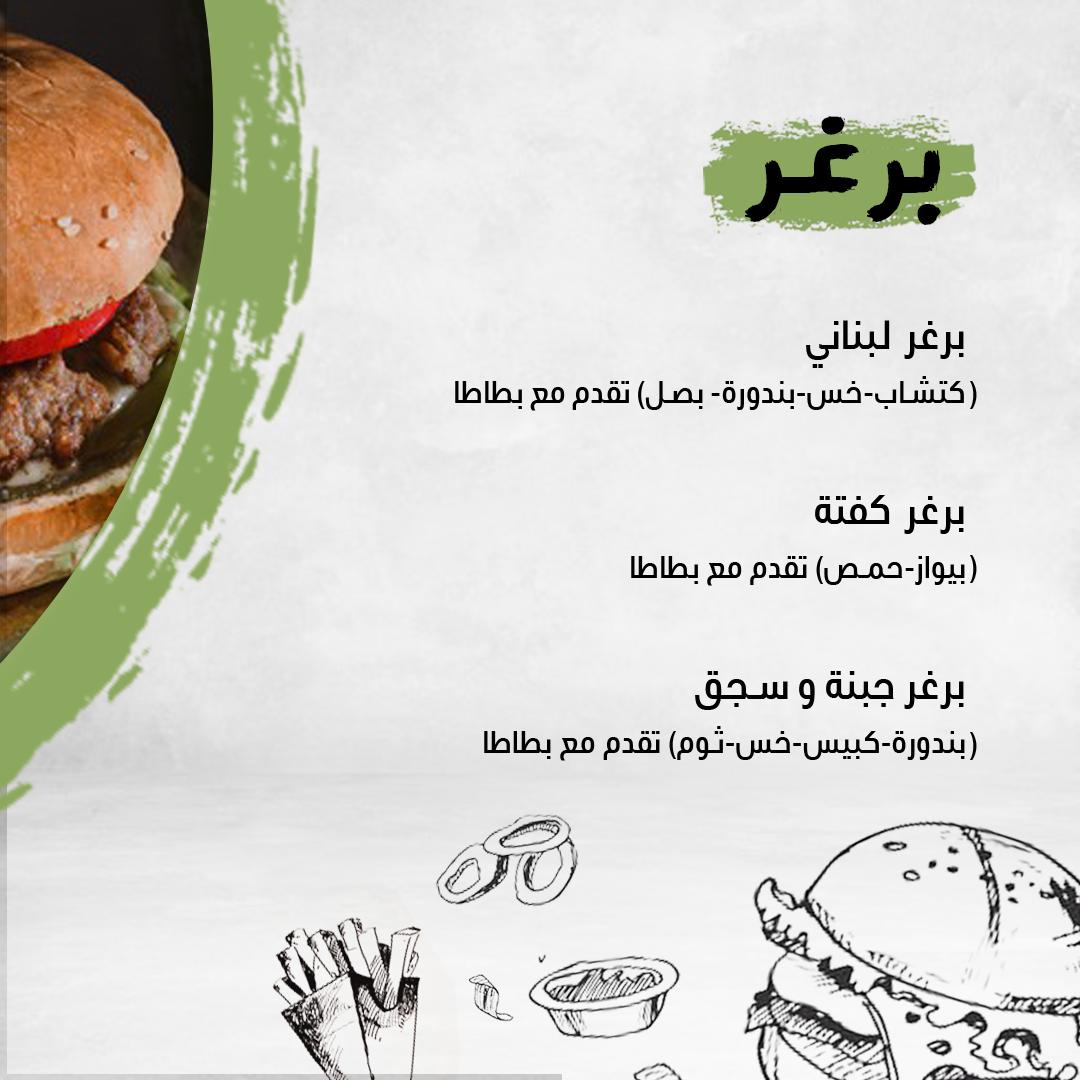 برغر
برغر لبناني
(كتشاب-خس-بندورة- بصل) تقدم مع بطاطا
برغر كفتة
(بيواز-حمص) تقدم مع بطاطا
برغر جبنة و سجق
(بندورة-كبيس-خس-ثوم) تقدم مع بطاطا